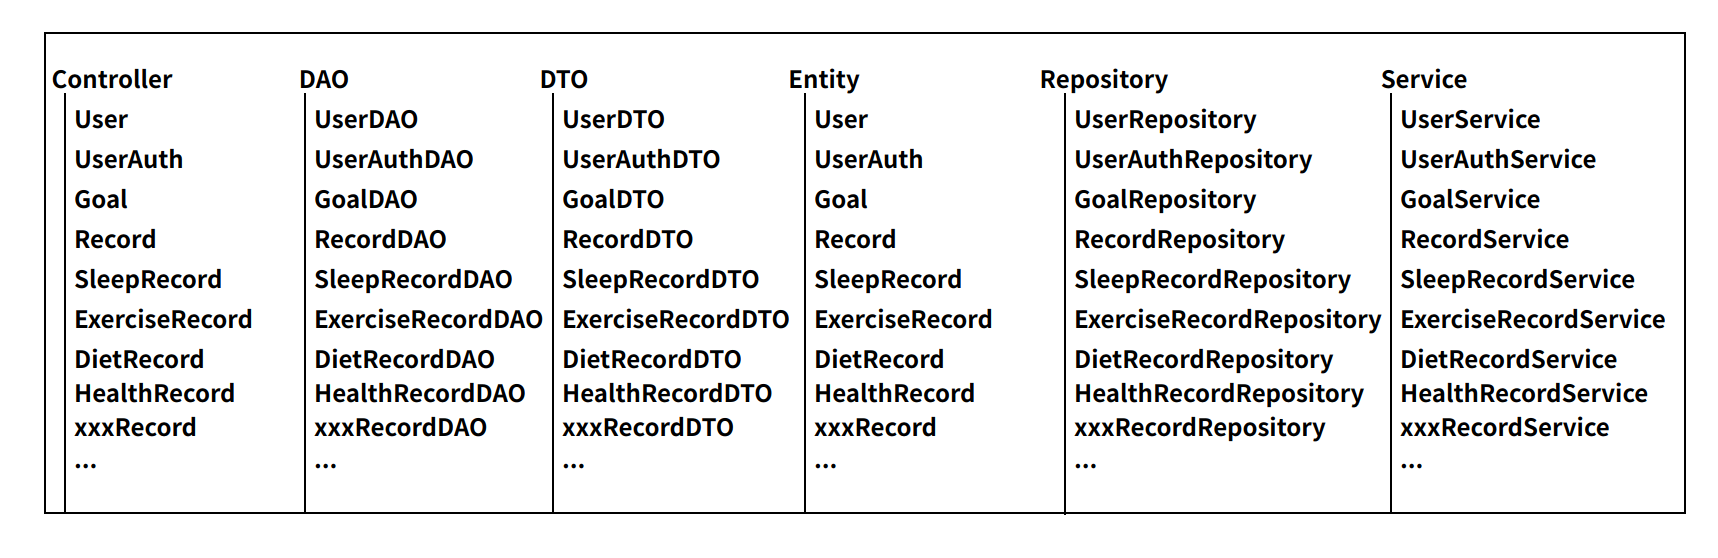 Controller DAO DTO Entity Repository Service
User UserDAO UserDTO User UserRepository UserService
UserAuth UserAuthDAO UserAuthDTO UserAuth UserAuthRepository UserAuthService
Goal GoalDAO GoalDTO Goal GoalRepository GoalService
Record RecordDAO RecordDTO Record RecordRepository RecordService
SleepRecord SleepRecordDAO SleepRecordDTO SleepRecord SleepRecordRepository SleepRecordService
ExerciseRecord ExerciseRecordDAO ExerciseRecordDTO ExerciseRecord ExerciseRecordRepository ExerciseRecordService
DietRecord DietRecordDAO DietRecordDTO DietRecord DietRecordRepository DietRecordService
HealthRecord HealthRecordDAO HealthRecordDTO HealthRecord HealthRecordRepository HealthRecordService
xxxRecord xxxRecordDAO xxxRecordDTO xxxRecord xxxRecordRepository xxxRecordService
... ... ... ... ... ...